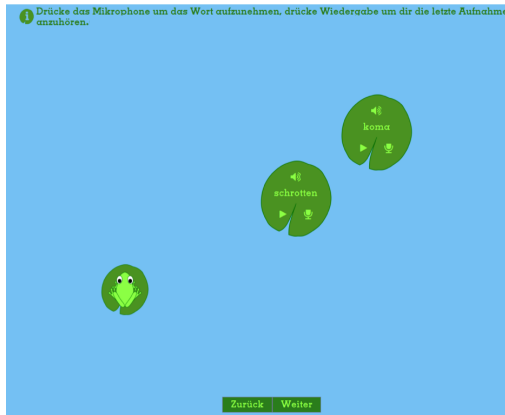 Drücke das Mikrophone um das Wort aufzunehmen, drücke Wiedergabe um dir die letzte Aufnahme
anzuhören.
koma
schrotten
Zurück Weiter